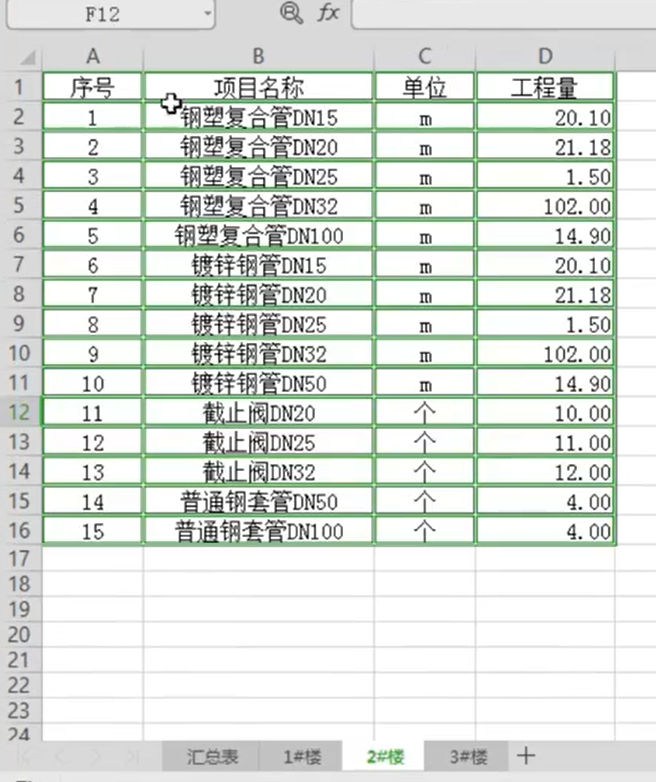 F12 fx
A B C D
1 序号 项目名称 单位 工程量
2 1 钢塑复合管DN15 m 20.10
3 2 钢塑复合管DN20 m 21.18
4 3 钢塑复合管DN25 m 1.50
5 4 钢塑复合管DN32 m 102.00
6 5 钢塑复合管DN100 m 14.90
7 6 镀锌钢管DN15 m 20.10
8 7 镀锌钢管DN20 m 21.18
9 8 镀锌钢管DN25 m 1.50
10 9 镀锌钢管DN32 m 102.00
11 10 镀锌钢管DN50 m 14.90
12 11 截止阀DN20 个 10.00
13 12 截止阀DN25 个 11.00
14 13 截止阀DN32 个 12.00
15 14 普通钢套管DN50 个 4.00
16 15 普通钢套管DN100 个 4.00
17
18
19
20
21
22
23
24
汇总表 1#楼 2#楼 3#楼 +